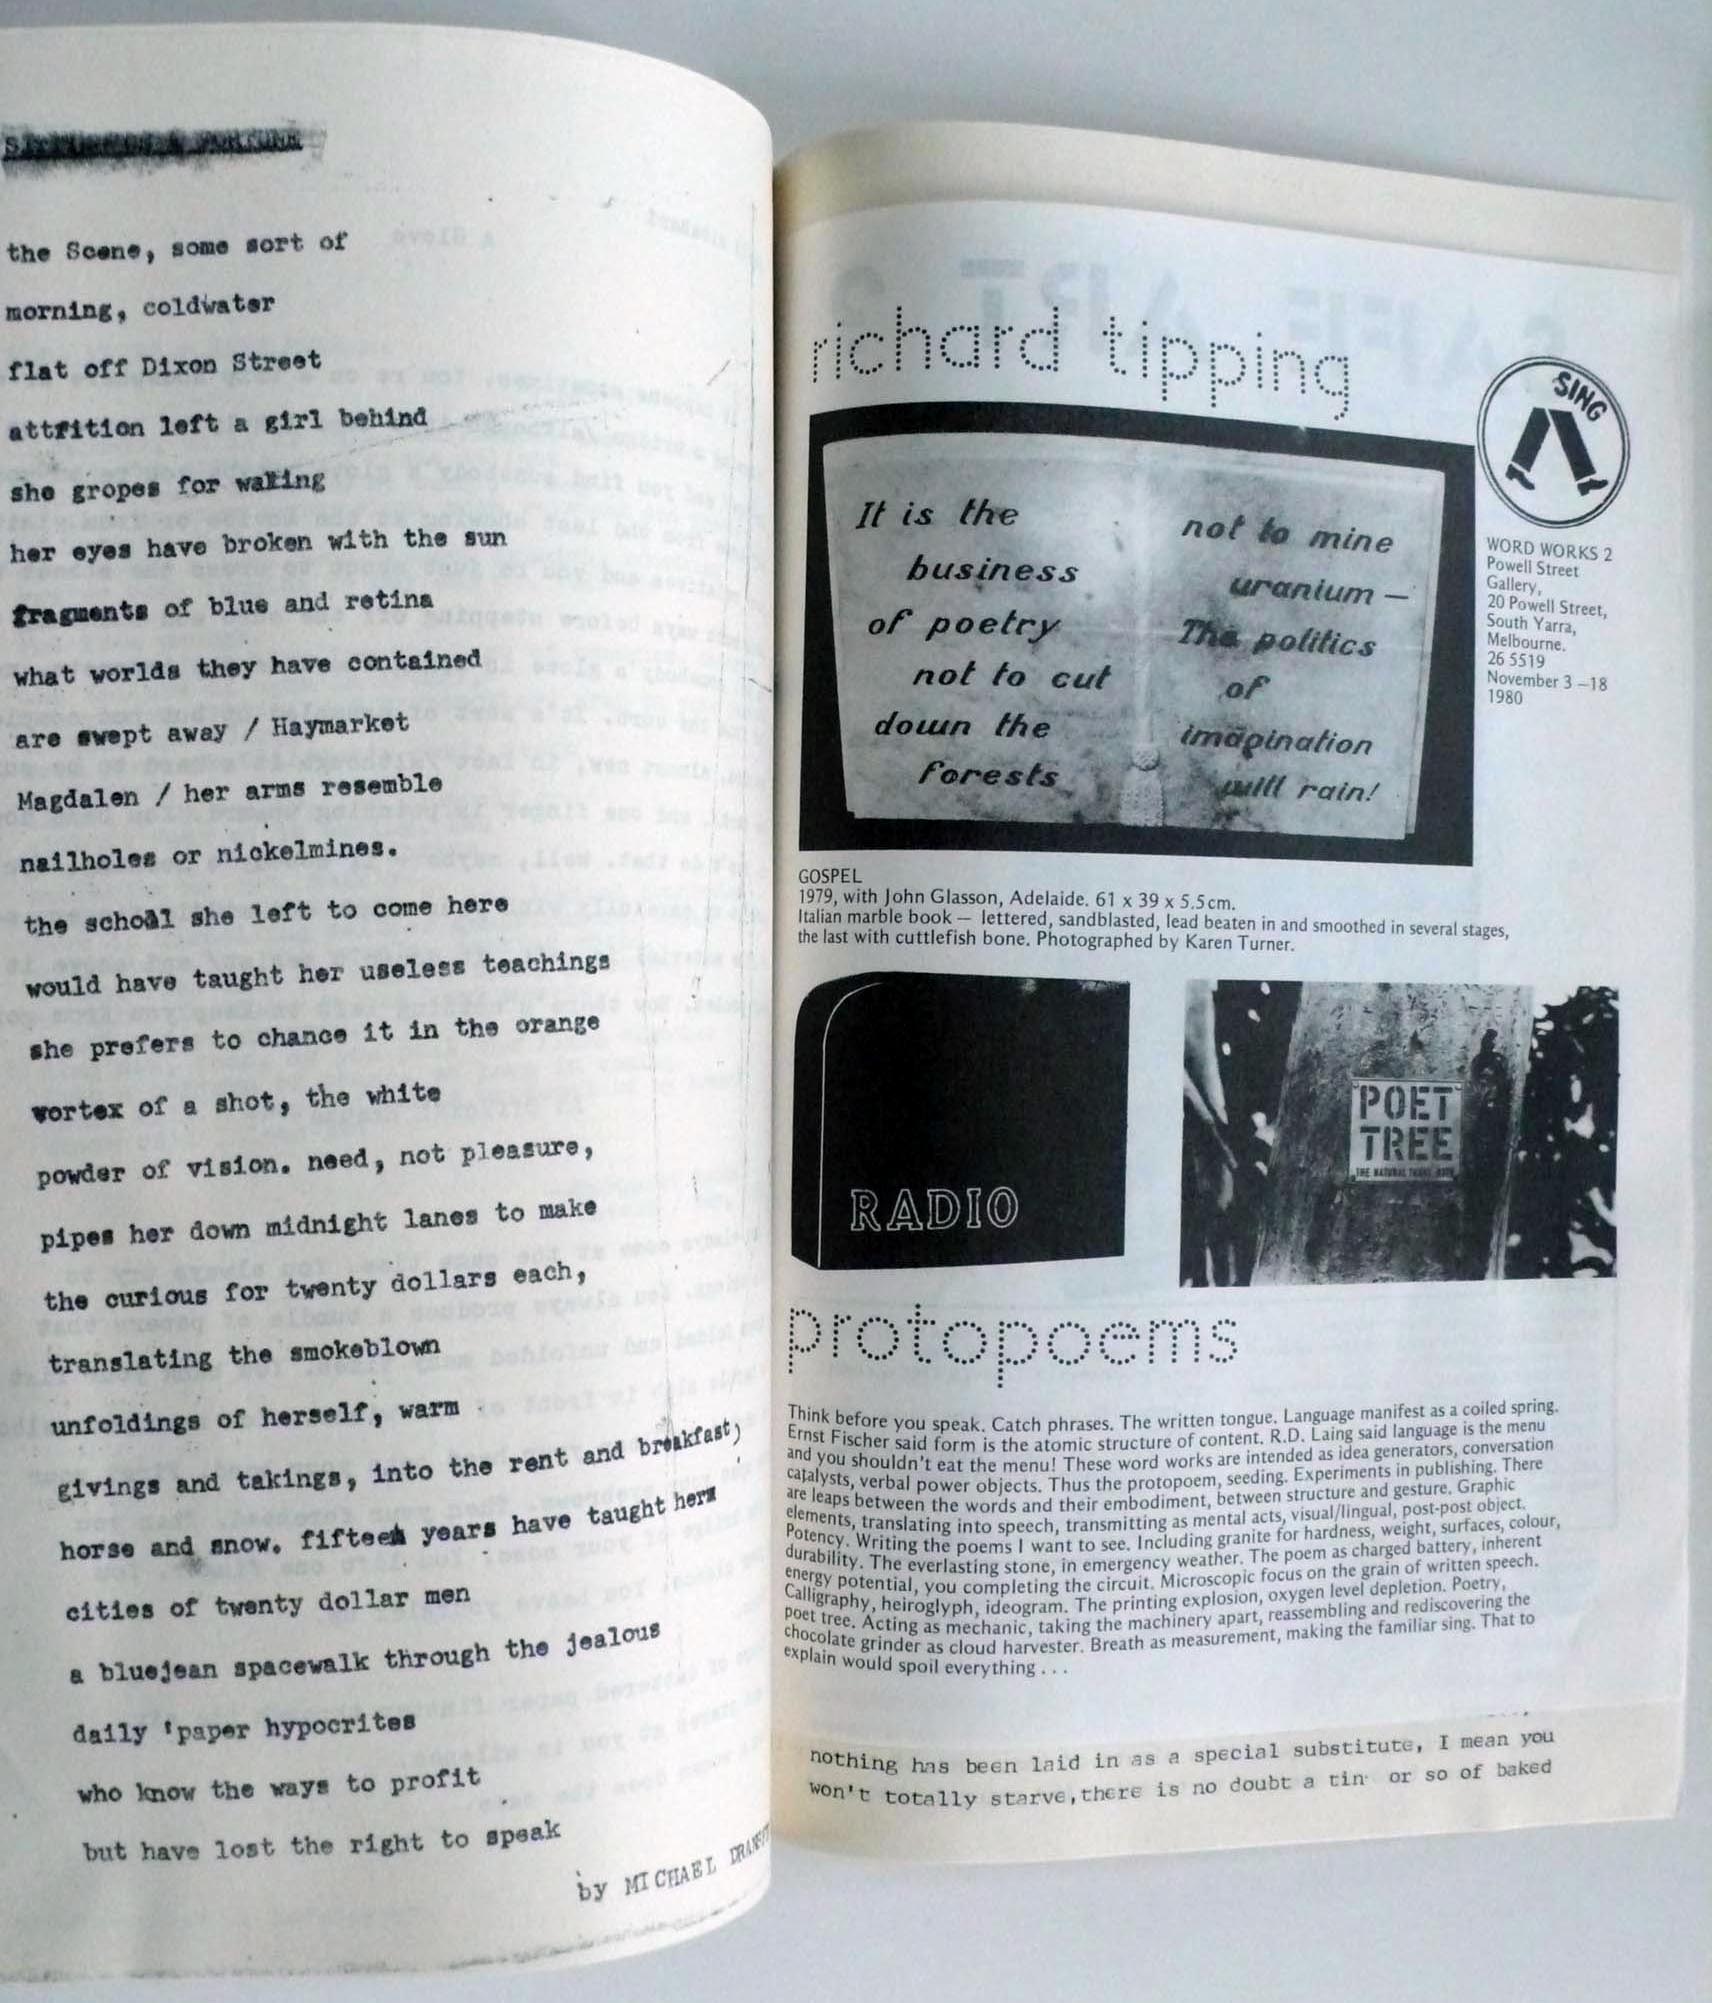 the Scene, some sort of
morning, coldwater
flat off Dixon Street
attrition left a girl behind
she gropes for waking
her eyes have broken with the sun
fragments of blue and retina
what worlds they have contained
are swept away / Haymarket
Magdalen / her arms resemble
nailholes or nickelmines.
the school she left to come here
would have taught her useless teachings
she prefers to chance it in the orange
vortex of a shot, the white
powder of vision. need, not pleasure,
pipes her down midnight lanes to make
the curious for twenty dollars each,
translating the smokeblown
unfoldings of herself, warm
givings and takings, into the rent and breakfast,
horse and snow. fifteen years have taught her
cities of twenty dollar men
a bluejean spacewalk through the jealous
daily 'paper hypocrites
who know the ways to profit
but have lost the right to speak
by MICHAEL
richard tipping
SING
It is the
business
of poetry
not to cut
down the
forests
not to mine
uranium —
The politics
of
imagination
will rain!
WORD WORKS 2
Powell Street
Gallery,
20 Powell Street,
South Yarra,
Melbourne.
26 5519
November 3 – 18
1980
GOSPEL
1979, with John Glasson, Adelaide. 61 x 39 x 5.5cm.
Italian marble book — lettered, sandblasted, lead beaten in and smoothed in several stages,
the last with cuttlefish bone. Photographed by Karen Turner.
RADIO
POET
TREE
protopoems
Think before you speak. Catch phrases. The written tongue. Language manifest as a coiled spring.
Ernst Fischer said form is the atomic structure of content. R.D. Laing said language is the menu
and you shouldn't eat the menu! These word works are intended as idea generators, conversation
catalysts, verbal power objects. Thus the protopoem, seeding. Experiments in publishing. There
are leaps between the words and their embodiment, between structure and gesture. Graphic
elements, translating into speech, transmitting as mental acts, visual/lingual, post-post object.
Potency. Writing the poems I want to see. Including granite for hardness, weight, surfaces, colour,
durability. The everlasting stone, in emergency weather. The poem as charged battery, inherent
energy potential, you completing the circuit. Microscopic focus on the grain of written speech.
Calligraphy, heiroglyph, ideogram. The printing explosion, oxygen level depletion. Poetry,
poet tree. Acting as mechanic, taking the machinery apart, reassembling and rediscovering the
chocolate grinder as cloud harvester. Breath as measurement, making the familiar sing. That to
explain would spoil everything . . .
nothing has been laid in as a special substitute, I mean you
won't totally starve, there is no doubt a tin or so of baked